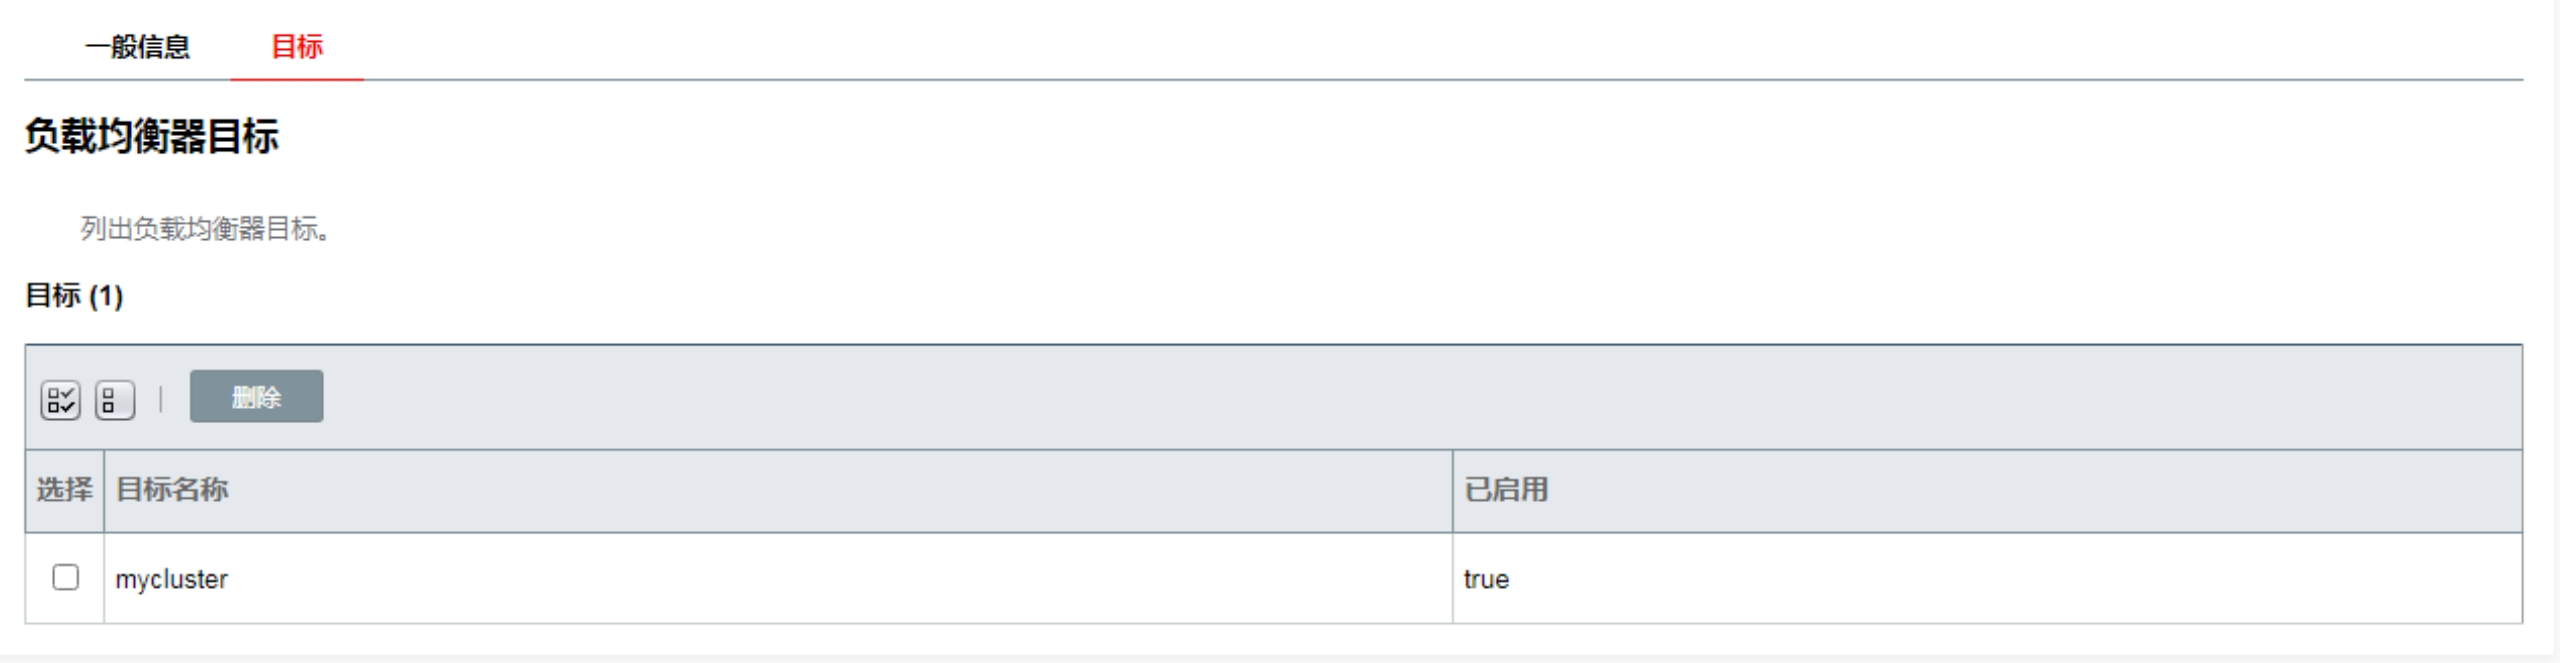 一般信息 目标
负载均衡器目标
列出负载均衡器目标。
目标 (1)
删除
选择 目标名称 已启用
mycluster true